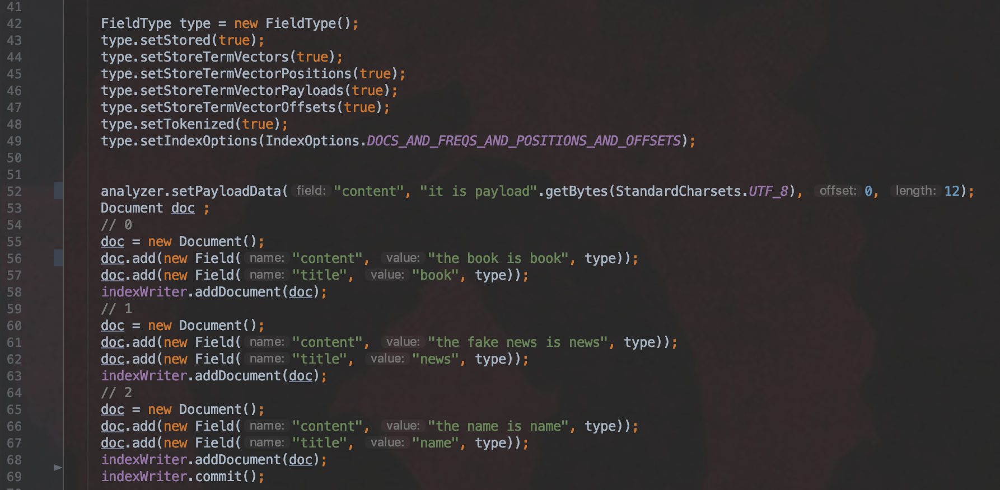 41
42 FieldType type = new FieldType();
43 type.setStored(true);
44 type.setStoreTermVectors(true);
45 type.setStoreTermVectorPositions(true);
46 type.setStoreTermVectorPayloads(true);
47 type.setStoreTermVectorOffsets(true);
48 type.setTokenized(true);
49 type.setIndexOptions(IndexOptions.DOCS_AND_FREQS_AND_POSITIONS_AND_OFFSETS);
50
51
52 analyzer.setPayloadData( field: "content", "it is payload".getBytes(StandardCharsets.UTF_8), offset: 0, length: 12);
53 Document doc ;
54 // 0
55 doc = new Document();
56 doc.add(new Field( name: "content", value: "the book is book", type));
57 doc.add(new Field( name: "title", value: "book", type));
58 indexWriter.addDocument(doc);
59 // 1
60 doc = new Document();
61 doc.add(new Field( name: "content", value: "the fake news is news", type));
62 doc.add(new Field( name: "title", value: "news", type));
63 indexWriter.addDocument(doc);
64 // 2
65 doc = new Document();
66 doc.add(new Field( name: "content", value: "the name is name", type));
67 doc.add(new Field( name: "title", value: "name", type));
68 indexWriter.addDocument(doc);
69 indexWriter.commit();